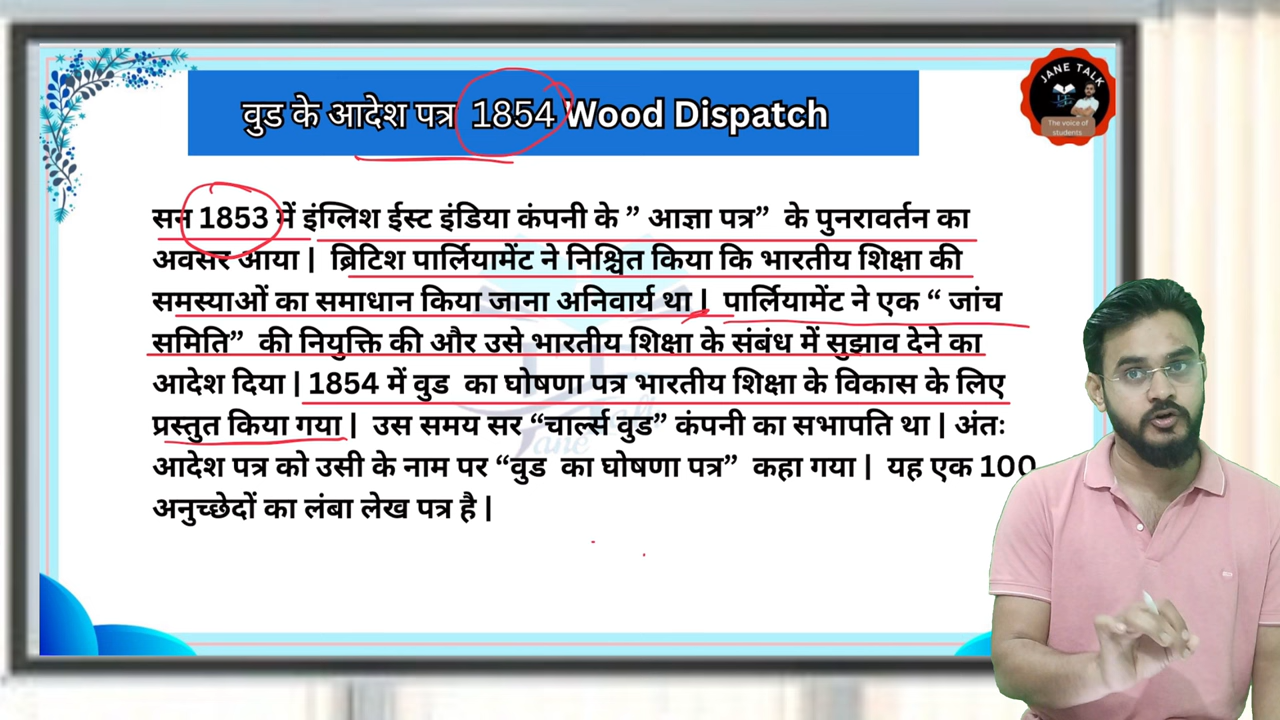 वुड के आदेश पत्र 1854 Wood Dispatch
JANE TALK
The voice of
students
सन 1853 में इंग्लिश ईस्ट इंडिया कंपनी के ” आज्ञा पत्र” के पुनरावर्तन का
अवसर आया | ब्रिटिश पार्लियामेंट ने निश्चित किया कि भारतीय शिक्षा की
समस्याओं का समाधान किया जाना अनिवार्य था | पार्लियामेंट ने एक “ जांच
समिति” की नियुक्ति की और उसे भारतीय शिक्षा के संबंध में सुझाव देने का
आदेश दिया | 1854 में वुड का घोषणा पत्र भारतीय शिक्षा के विकास के लिए
प्रस्तुत किया गया | उस समय सर “चार्ल्स वुड” कंपनी का सभापति था | अंतः
आदेश पत्र को उसी के नाम पर “वुड का घोषणा पत्र” कहा गया | यह एक 100
अनुच्छेदों का लंबा लेख पत्र है |